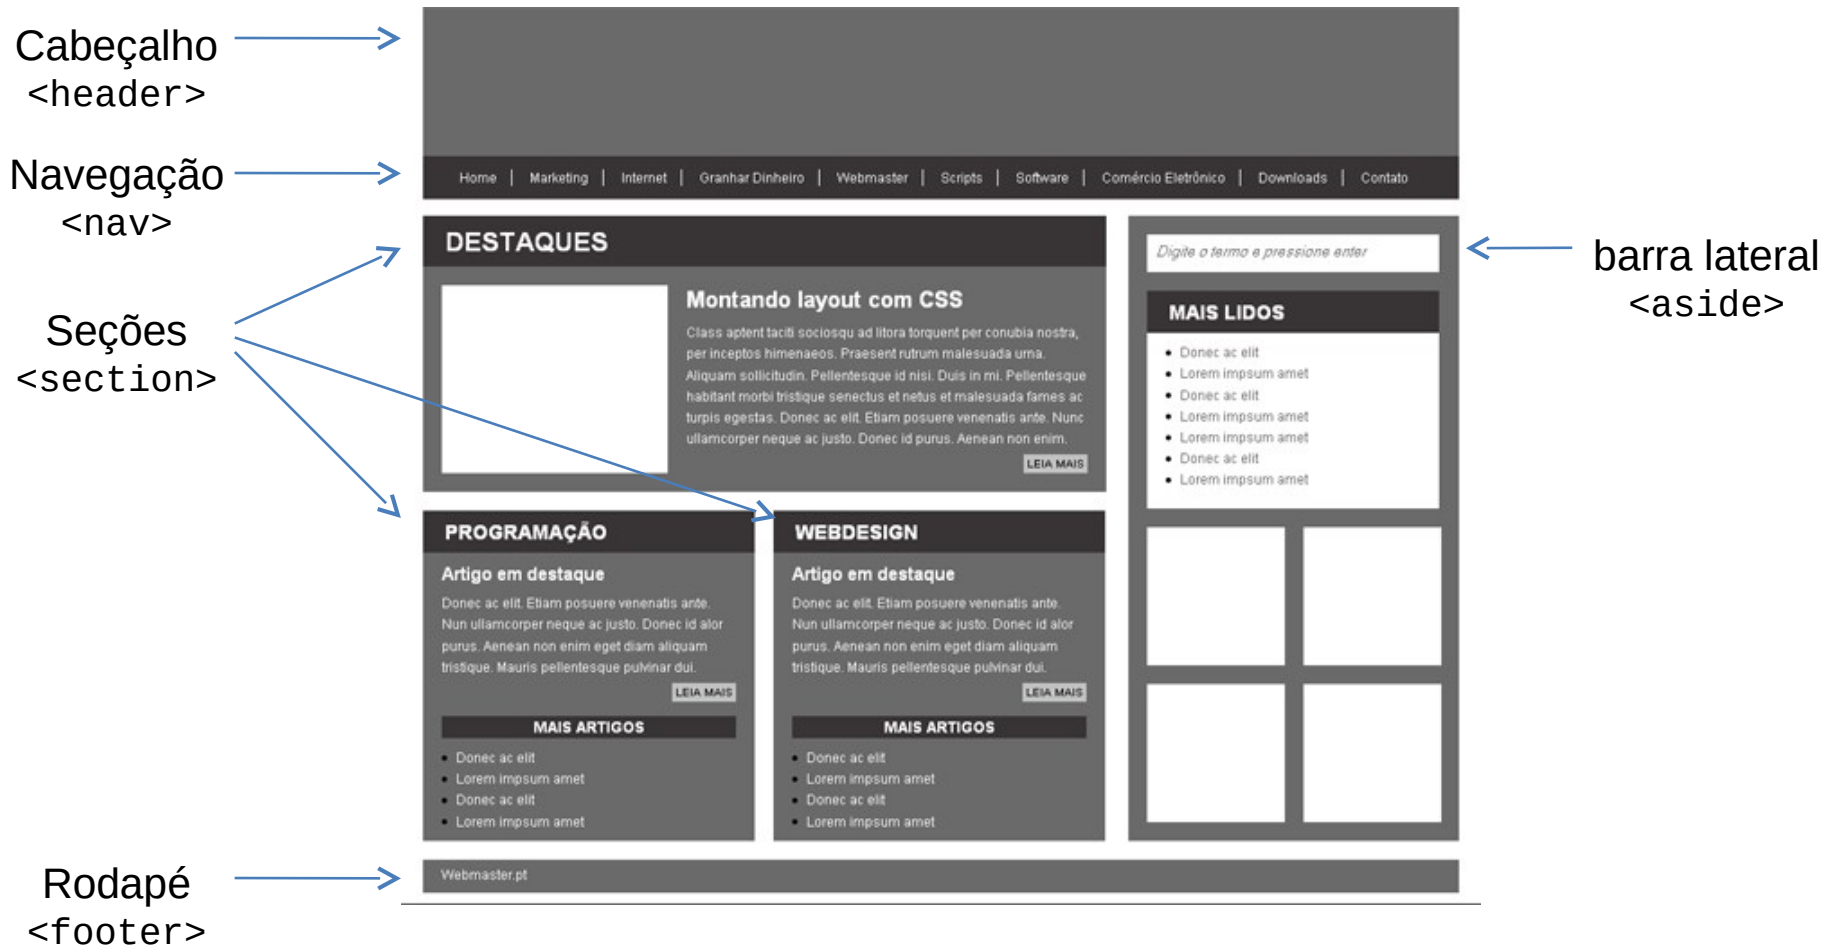 Cabeçalho
<header>
Navegação
<nav>
Home | Marketing | Internet | Granhar Dinheiro | Webmaster | Scripts | Software | Comércio Eletrônico | Downloads | Contato
Seções
<section>
DESTAQUES
Montando layout com CSS
Class aptent taciti sociosqu ad litora torquent per conubia nostra,
per inceptos himenaeos. Praesent rutrum malesuada urna.
Aliquam sollicitudin. Pellentesque id nisi. Duis in mi. Pellentesque
habitant morbi tristique senectus et netus et malesuada fames ac
turpis egestas. Donec ac elit. Etiam posuere venenatis ante. Nunc
ullamcorper neque ac justo. Donec id purus. Aenean non enim.
LEIA MAIS
Digite o termo e pressione enter
MAIS LIDOS
• Donec ac elit
• Lorem impsum amet
• Donec ac elit
• Lorem impsum amet
• Lorem impsum amet
• Donec ac elit
• Lorem impsum amet
barra lateral
<aside>
PROGRAMAÇÃO
Artigo em destaque
Donec ac elit. Etiam posuere venenatis ante.
Nun ullamcorper neque ac justo. Donec id alor
purus. Aenean non enim eget diam aliquam
tristique. Mauris pellentesque pulvinar dui.
LEIA MAIS
MAIS ARTIGOS
• Donec ac elit
• Lorem impsum amet
• Donec ac elit
• Lorem impsum amet
WEBDESIGN
Artigo em destaque
Donec ac elit. Etiam posuere venenatis ante.
Nun ullamcorper neque ac justo. Donec id alor
purus. Aenean non enim eget diam aliquam
tristique. Mauris pellentesque pulvinar dui.
LEIA MAIS
MAIS ARTIGOS
• Donec ac elit
• Lorem impsum amet
• Donec ac elit
• Lorem impsum amet
Rodapé
<footer>
Webmaster.pt